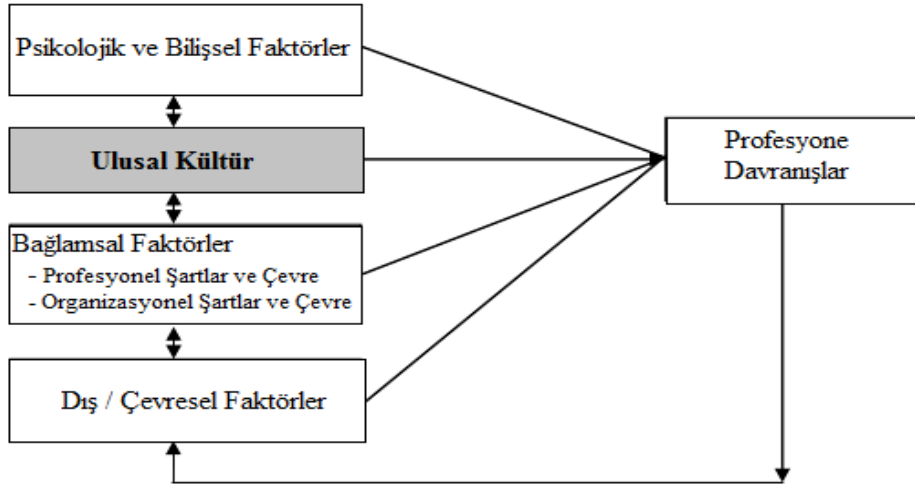 Psikolojik ve Bilişsel Faktörler
Ulusal Kültür
Bağlamsal Faktörler
- Profesyonel Şartlar ve Çevre
- Organizasyonel Şartlar ve Çevre
Dış / Çevresel Faktörler
Profesyone
Davranışlar